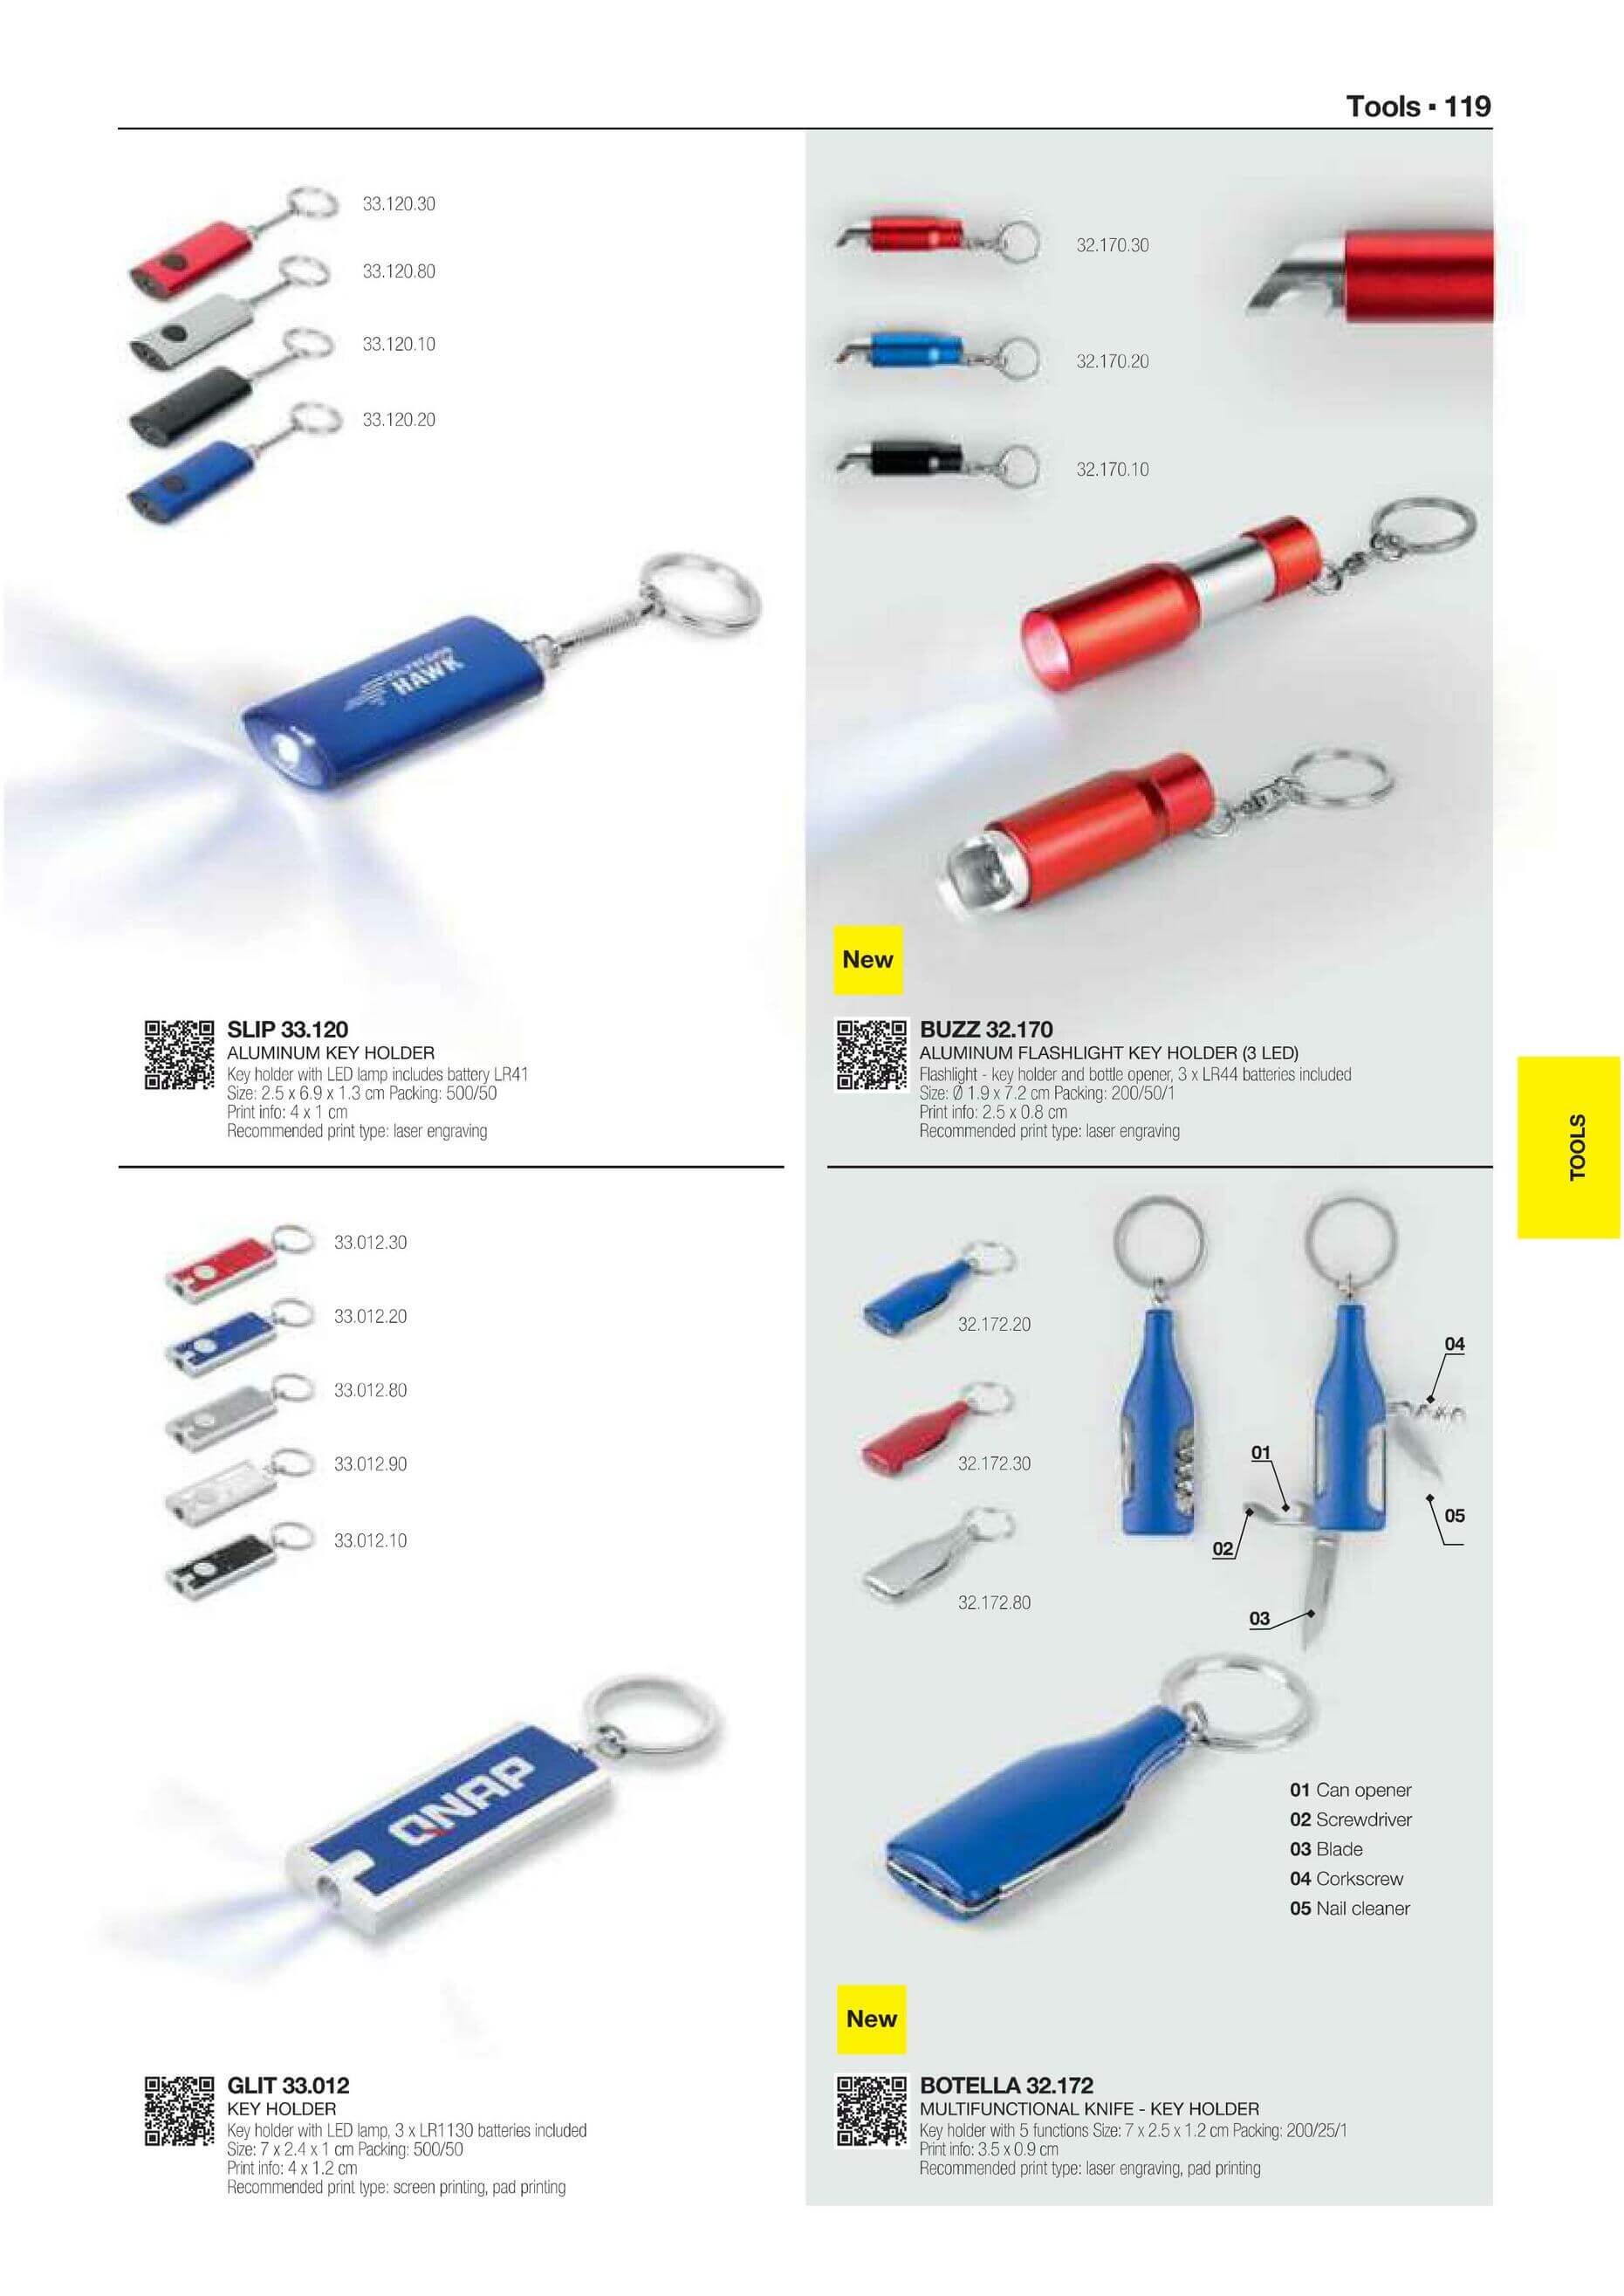 Tools ▪ 119
33.120.30
33.120.80
33.120.10
33.120.20
HAWK
SLIP 33.120
ALUMINUM KEY HOLDER
Key holder with LED lamp includes battery LR41
Size: 2.5 x 6.9 x 1.3 cm Packing: 500/50
Print info: 4 x 1 cm
Recommended print type: laser engraving
32.170.30
32.170.20
32.170.10
New
BUZZ 32.170
ALUMINUM FLASHLIGHT KEY HOLDER (3 LED)
Flashlight - key holder and bottle opener, 3 x LR44 batteries included
Size: Ø 1.9 x 7.2 cm Packing: 200/50/1
Print info: 2.5 x 0.8 cm
Recommended print type: laser engraving
TOOLS
33.012.30
33.012.20
33.012.80
33.012.90
33.012.10
QNAP
GLIT 33.012
KEY HOLDER
Key holder with LED lamp, 3 x LR1130 batteries included
Size: 7 x 2.4 x 1 cm Packing: 500/50
Print info: 4 x 1.2 cm
Recommended print type: screen printing, pad printing
32.172.20
32.172.30
32.172.80
04
01
05
02
03
01 Can opener
02 Screwdriver
03 Blade
04 Corkscrew
05 Nail cleaner
New
BOTELLA 32.172
MULTIFUNCTIONAL KNIFE - KEY HOLDER
Key holder with 5 functions Size: 7 x 2.5 x 1.2 cm Packing: 200/25/1
Print info: 3.5 x 0.9 cm
Recommended print type: laser engraving, pad printing